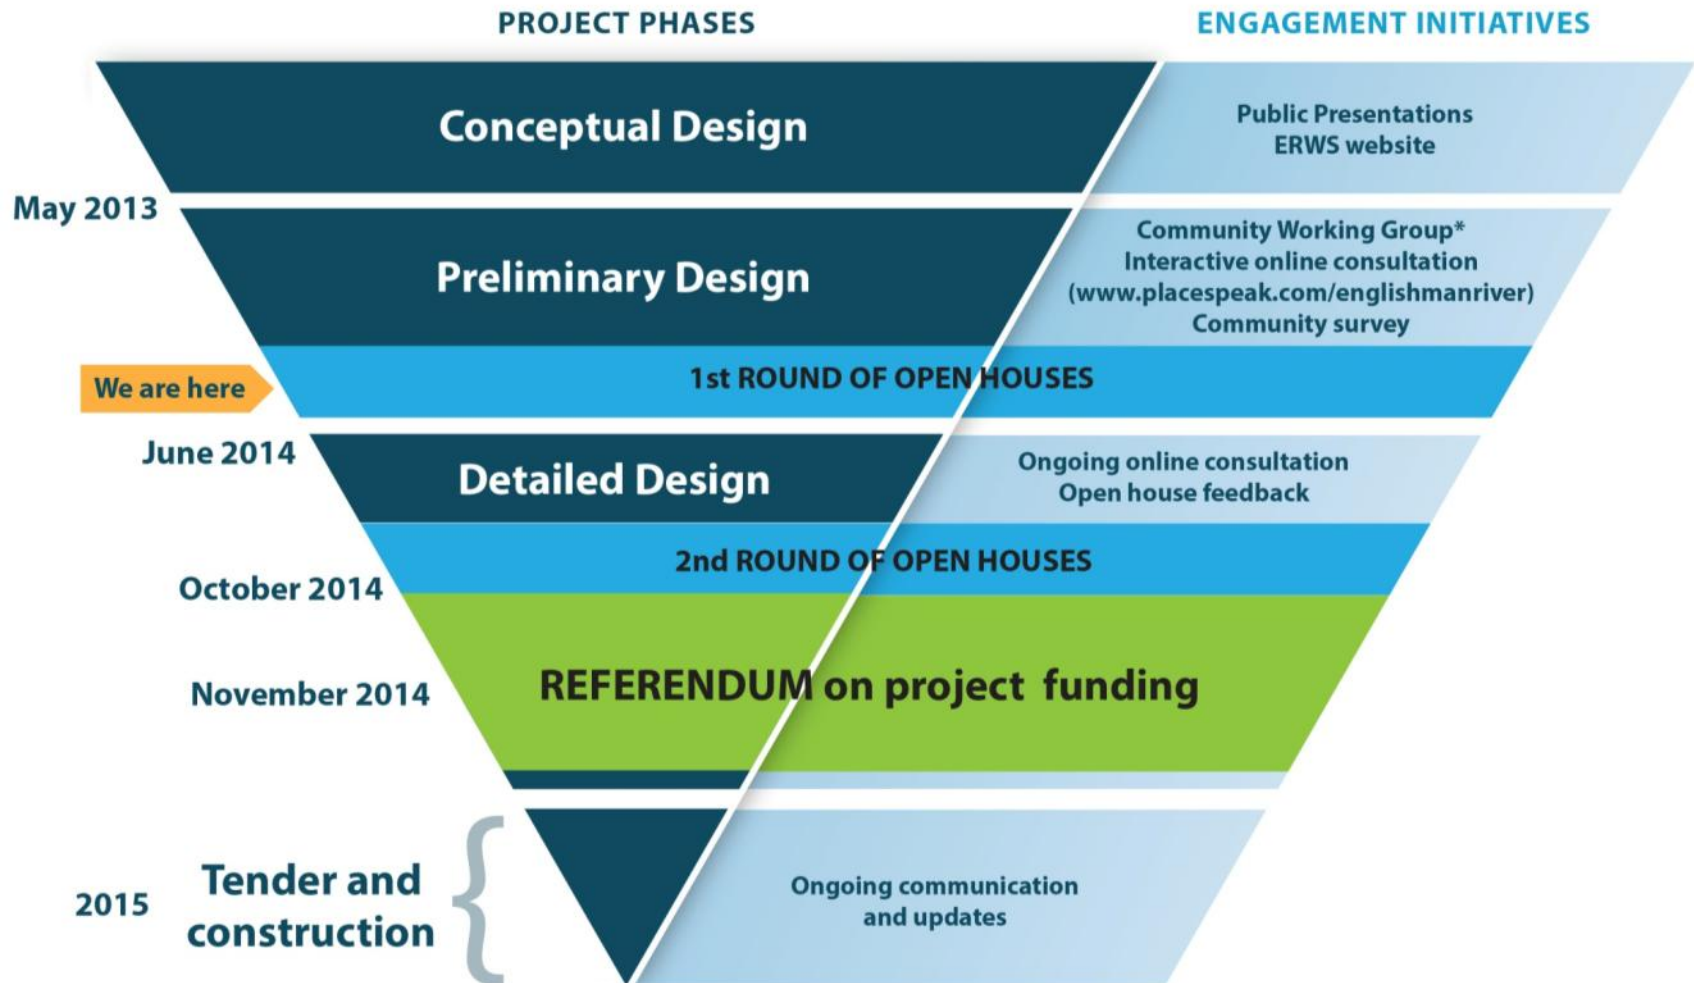 PROJECT PHASES
ENGAGEMENT INITIATIVES
Conceptual Design
Public Presentations
ERWS website
May 2013
Preliminary Design
Community Working Group*
Interactive online consultation
(www.placespeak.com/englishmanriver)
Community survey
We are here
1st ROUND OF OPEN HOUSES
June 2014
Detailed Design
Ongoing online consultation
Open house feedback
2nd ROUND OF OPEN HOUSES
October 2014
November 2014
REFERENDUM on project funding
2015
Tender and
construction
Ongoing communication
and updates